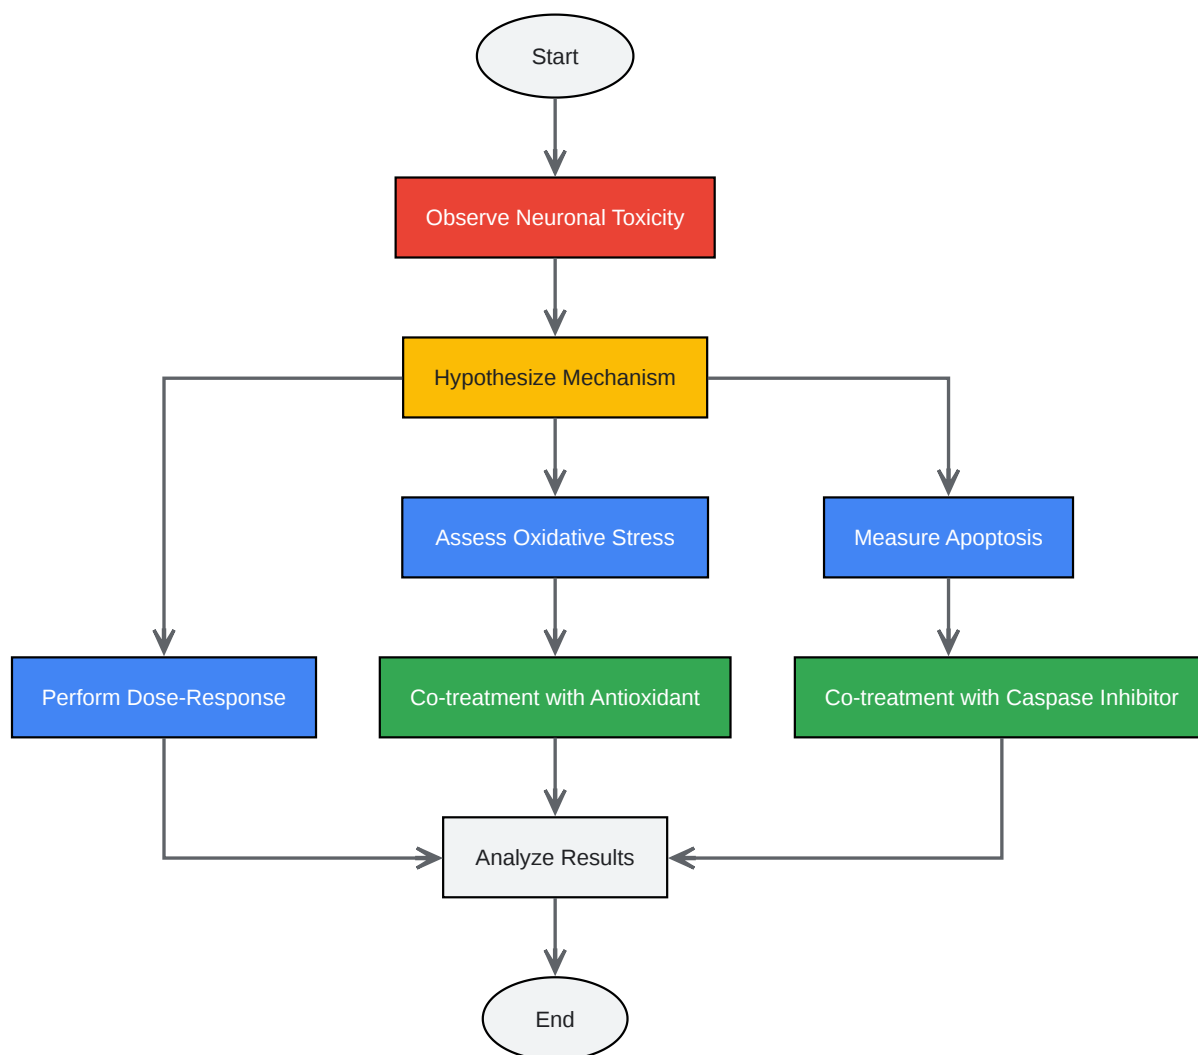 Start
Observe Neuronal Toxicity
Hypothesize Mechanism
Assess Oxidative Stress
Measure Apoptosis
Perform Dose-Response
Co-treatment with Antioxidant
Co-treatment with Caspase Inhibitor
Analyze Results
End